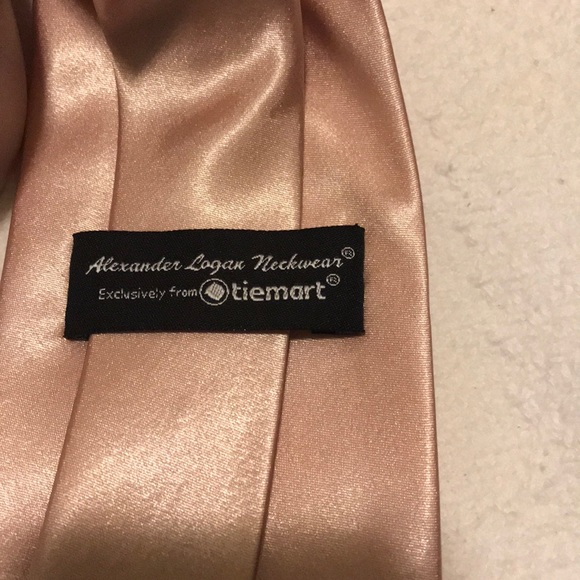 Alexander Logan Neckwear®
Exclusively from tiemart®